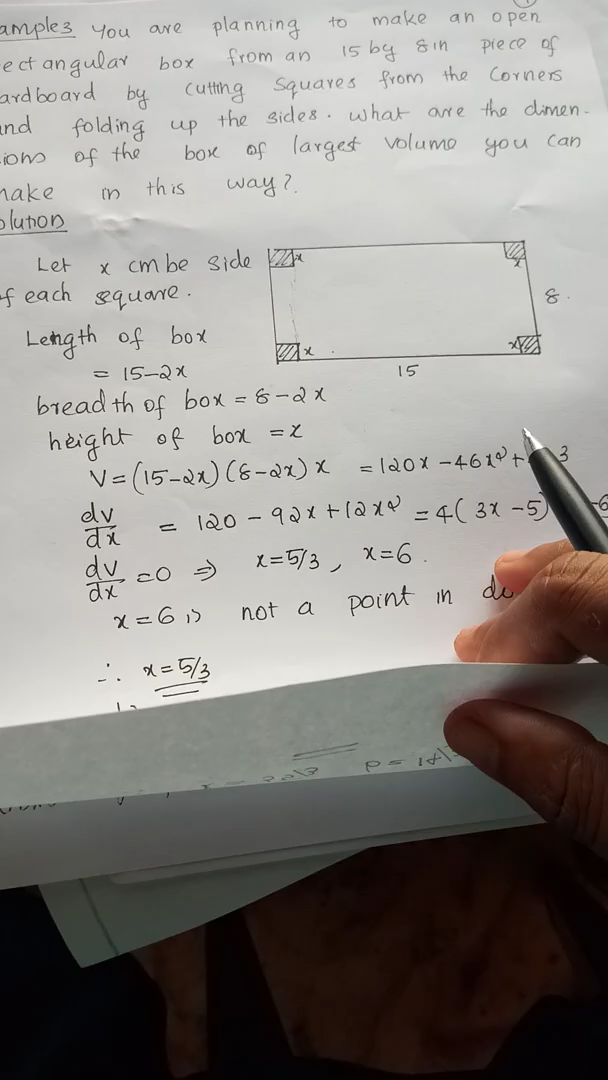 amples You are planning to make an open
ectangular box from an 15 by 8in piece of
ardboard by cutting squares from the corners
nd folding up the sides. What are the dimen-
ions of the box of largest volume you can
make in this way?
olution
Let x cm be side
f each square.
x
x
x
x
8.
15
Length of box
= 15-2x
breadth of box = 8-2x
height of box = x
V = (15-2x)(8-2x) x = 120x - 46x² + 3
dv/dx = 120 - 92x + 12x² = 4(3x-5) -6
dv/dx = 0 ⇒ x = 5/3, x = 6.
x = 6 is not a point in do
∴ x = 5/3